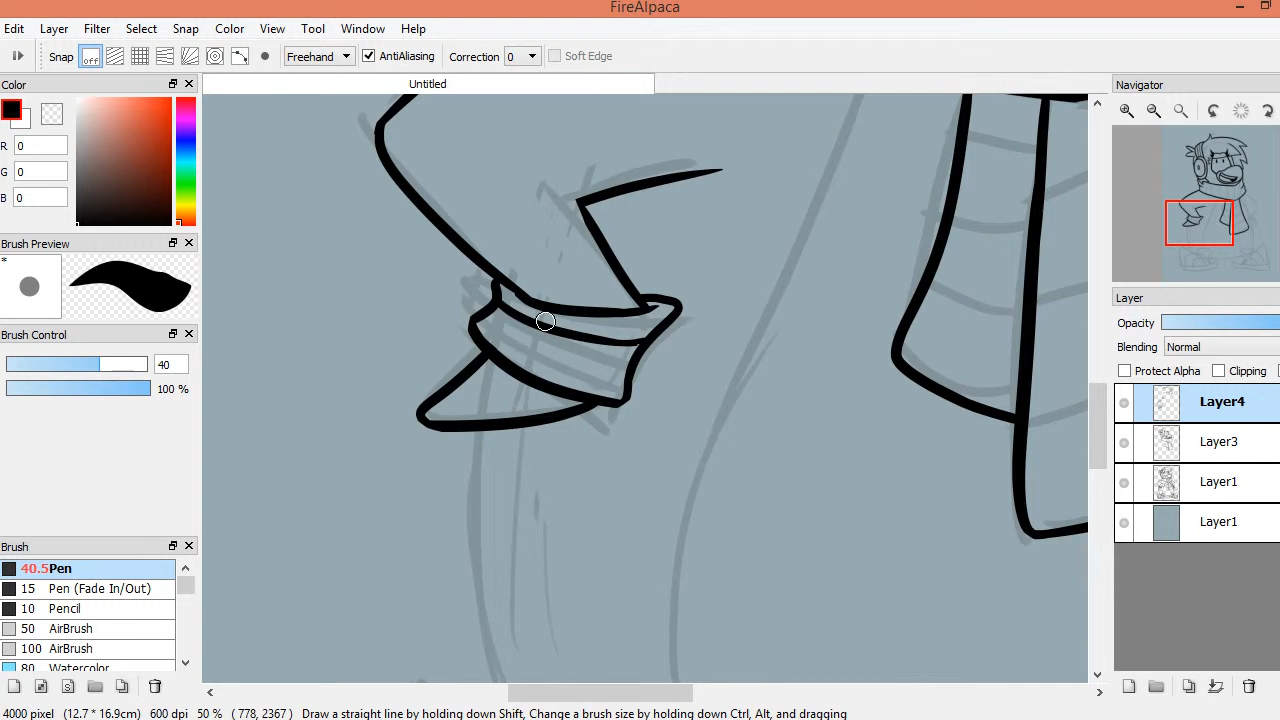 FireAlpaca
Edit Layer Filter Select Snap Color View Tool Window Help
Snap off Freehand AntiAliasing Correction 0 Soft Edge
Color
Untitled
Navigator
R 0
G 0
B 0
Brush Preview
*
Brush Control
40
100 %
Layer
Opacity
Blending Normal
Protect Alpha Clipping
Layer4
Layer3
Layer1
Layer1
Brush
40.5 Pen
15 Pen (Fade In/Out)
10 Pencil
50 AirBrush
100 AirBrush
80 Watercolor
4000 pixel (12.7 * 16.9cm) 600 dpi 50 % ( 778, 2367 ) Draw a straight line by holding down Shift, Change a brush size by holding down Ctrl, Alt, and dragging